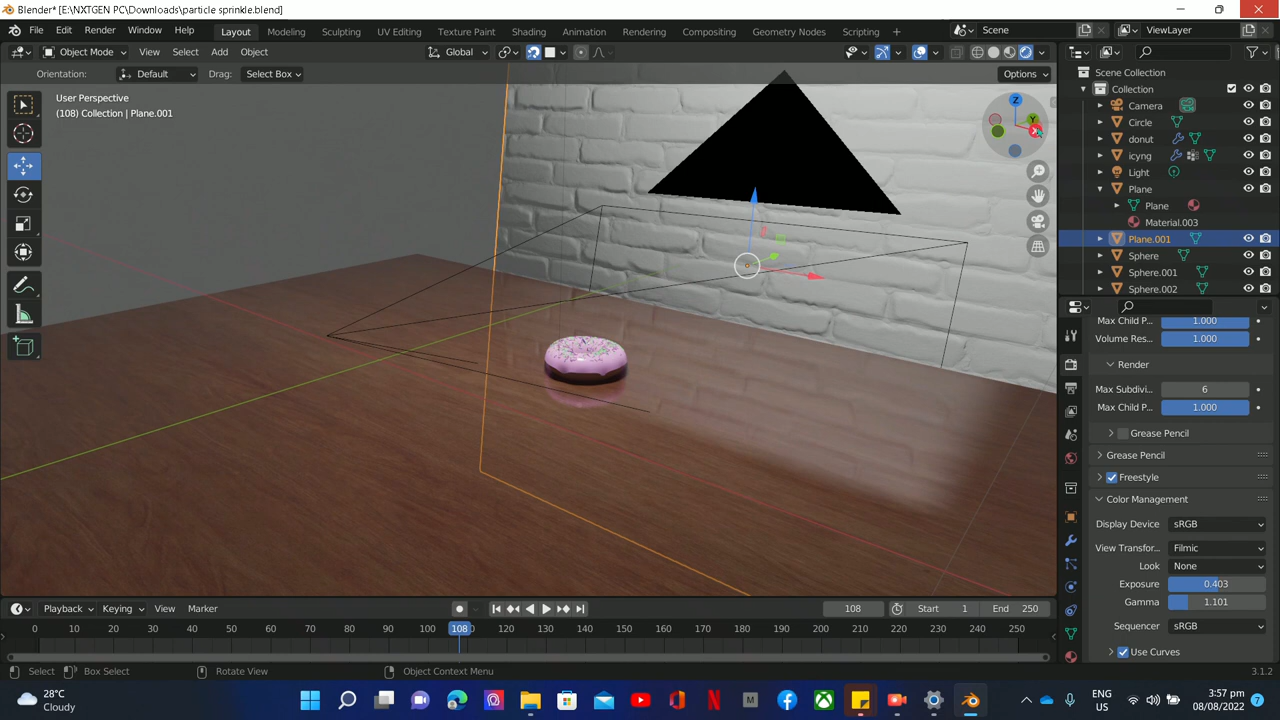 Blender* [E:\NXTGEN PC\Downloads\particle sprinkle.blend]
File Edit Render Window Help Layout Modeling Sculpting UV Editing Texture Paint Shading Animation Rendering Compositing Geometry Nodes Scripting + Scene ViewLayer
Object Mode View Select Add Object Global
Orientation: Default Drag: Select Box Options
User Perspective
(108) Collection | Plane.001
Z
Y
X
Scene Collection
Collection
Camera
Circle
donut
icyng
Light
Plane
Plane
Material.003
Plane.001
Sphere
Sphere.001
Sphere.002
Max Child P... 1.000
Volume Res... 1.000
Render
Max Subdivi... 6
Max Child P... 1.000
Grease Pencil
Grease Pencil
Freestyle
Color Management
Display Device sRGB
View Transfor... Filmic
Look None
Exposure 0.403
Gamma 1.101
Sequencer sRGB
Use Curves
Playback Keying View Marker 108 Start 1 End 250
0 10 20 30 40 50 60 70 80 90 100 108 120 130 140 150 160 170 180 190 200 210 220 230 240 250
Select Box Select Rotate View Object Context Menu 3.1.2
28°C
Cloudy
ENG
US
3:57 pm
08/08/2022